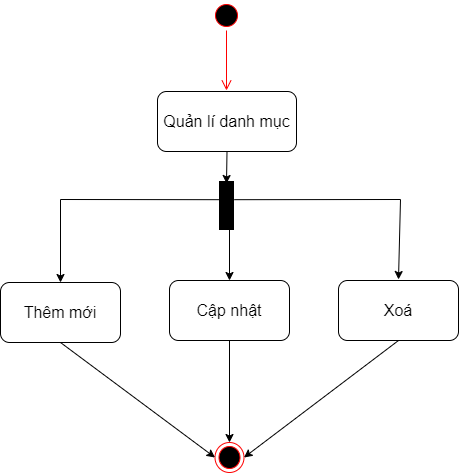 Quản lí danh mục
Thêm mới
Cập nhật
Xoá